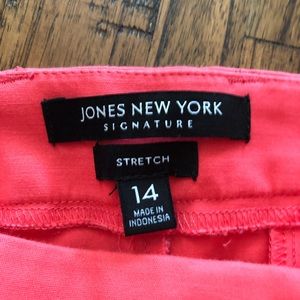 JONES NEW YORK
SIGNATURE
STRETCH
14
MADE IN
INDONESIA